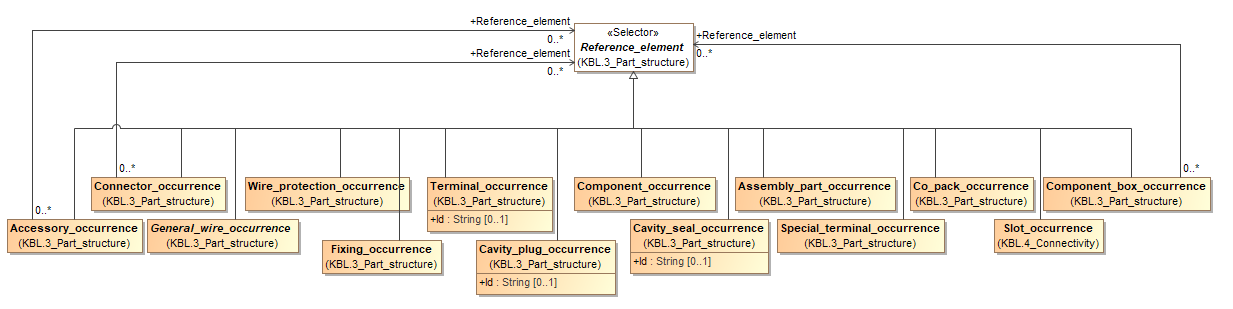 +Reference_element
0..*
+Reference_element
0..*
«Selector»
Reference_element
(KBL.3_Part_structure)
+Reference_element
0..*
0..*
0..*
0..*
Connector_occurrence
(KBL.3_Part_structure)
Wire_protection_occurrence
(KBL.3_Part_structure)
Terminal_occurrence
(KBL.3_Part_structure)
+Id : String [0..1]
Component_occurrence
(KBL.3_Part_structure)
Assembly_part_occurrence
(KBL.3_Part_structure)
Co_pack_occurrence
(KBL.3_Part_structure)
Component_box_occurrence
(KBL.3_Part_structure)
Accessory_occurrence
(KBL.3_Part_structure)
General_wire_occurrence
(KBL.3_Part_structure)
Fixing_occurrence
(KBL.3_Part_structure)
Cavity_plug_occurrence
(KBL.3_Part_structure)
+Id : String [0..1]
Cavity_seal_occurrence
(KBL.3_Part_structure)
+Id : String [0..1]
Special_terminal_occurrence
(KBL.3_Part_structure)
Slot_occurrence
(KBL.4_Connectivity)